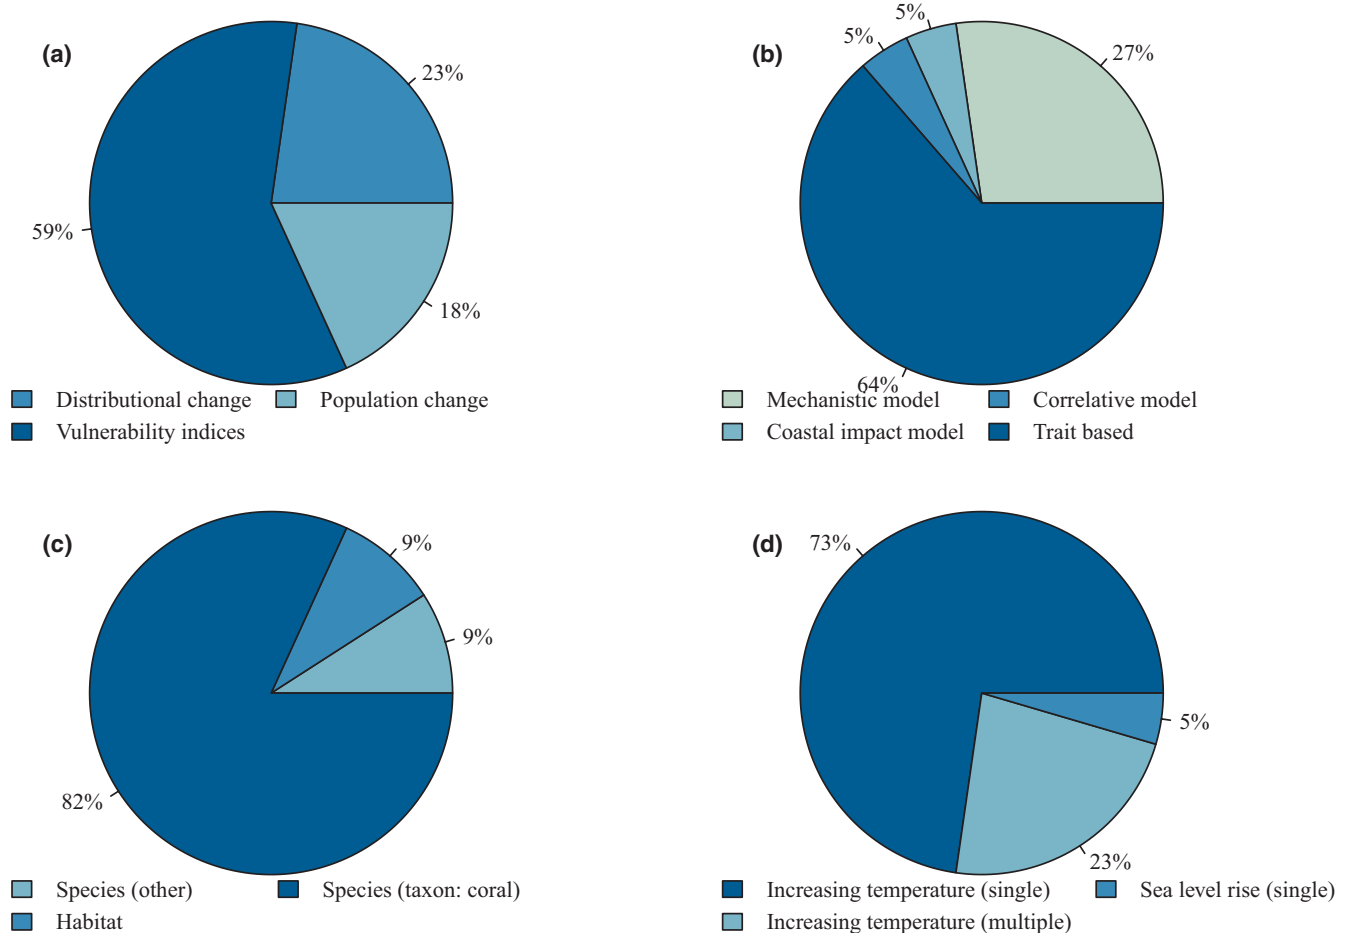 (a)
23%
59%
18%
Distributional change Population change
Vulnerability indices
(b)
5%
5%
27%
64%
Mechanistic model Correlative model
Coastal impact model Trait based
(c)
9%
9%
82%
Species (other) Species (taxon: coral)
Habitat
(d)
73%
5%
23%
Increasing temperature (single) Sea level rise (single)
Increasing temperature (multiple)